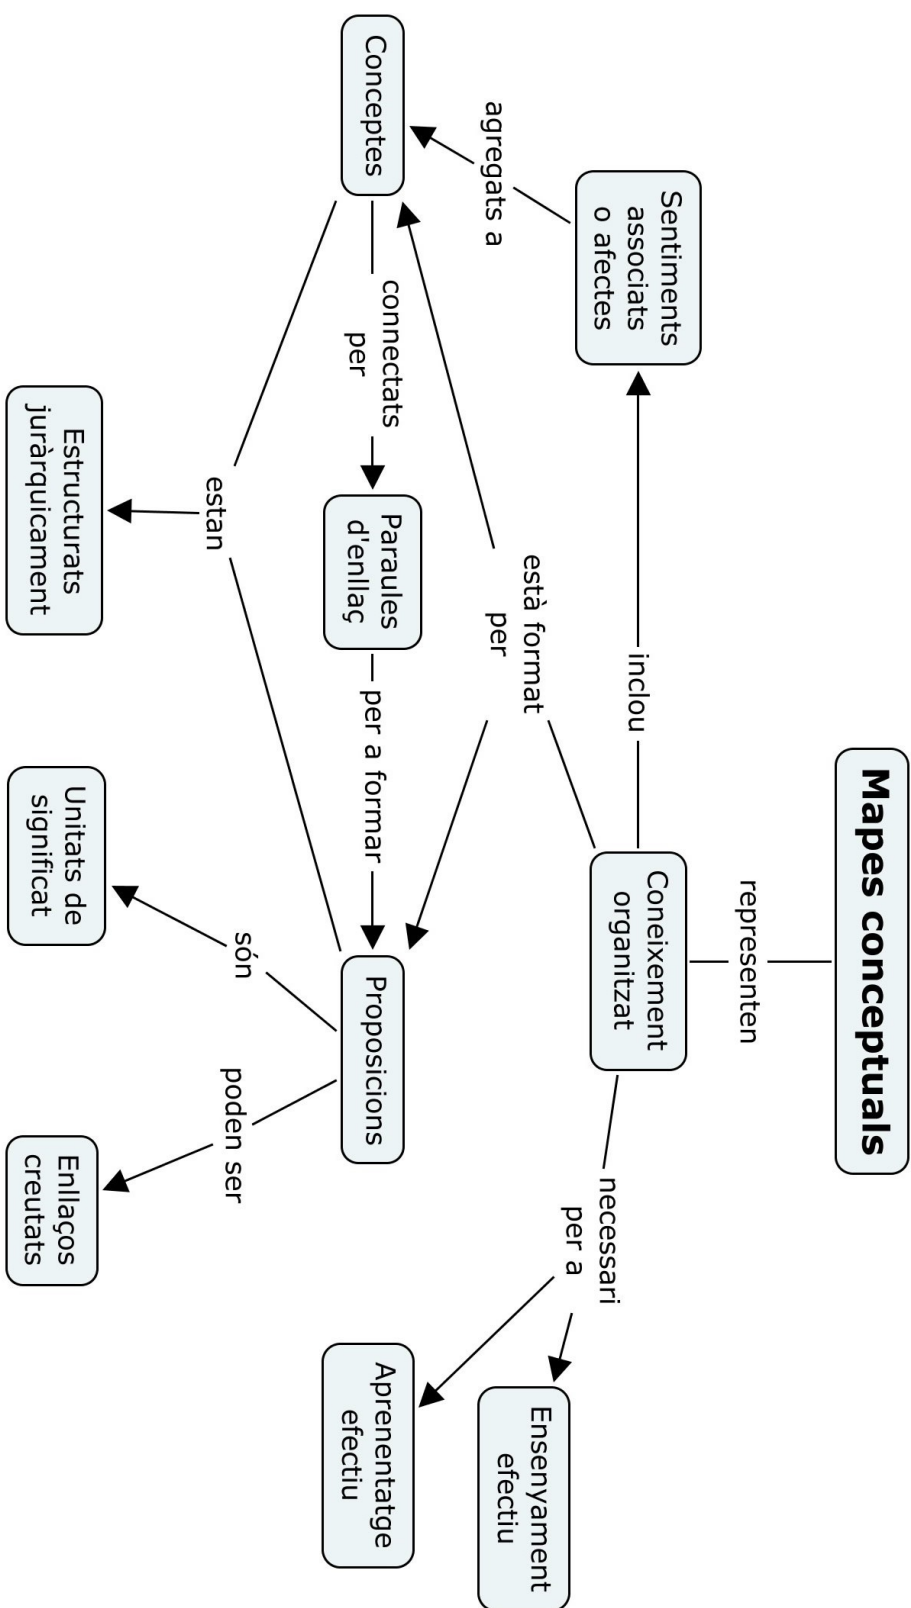 Mapes conceptuals
representen
Coneixement
organitzat
inclou
Sentiments
associats
o afectes
agregats a
està format
per
necessari
per a
Ensenyament
efectiu
Aprenentatge
efectiu
Conceptes
connectats
per
Paraules
d'enllaç
per a formar
Proposicions
estan
són
poden ser
Estructurats
juràrquicament
Unitats de
significat
Enllaços
creutats